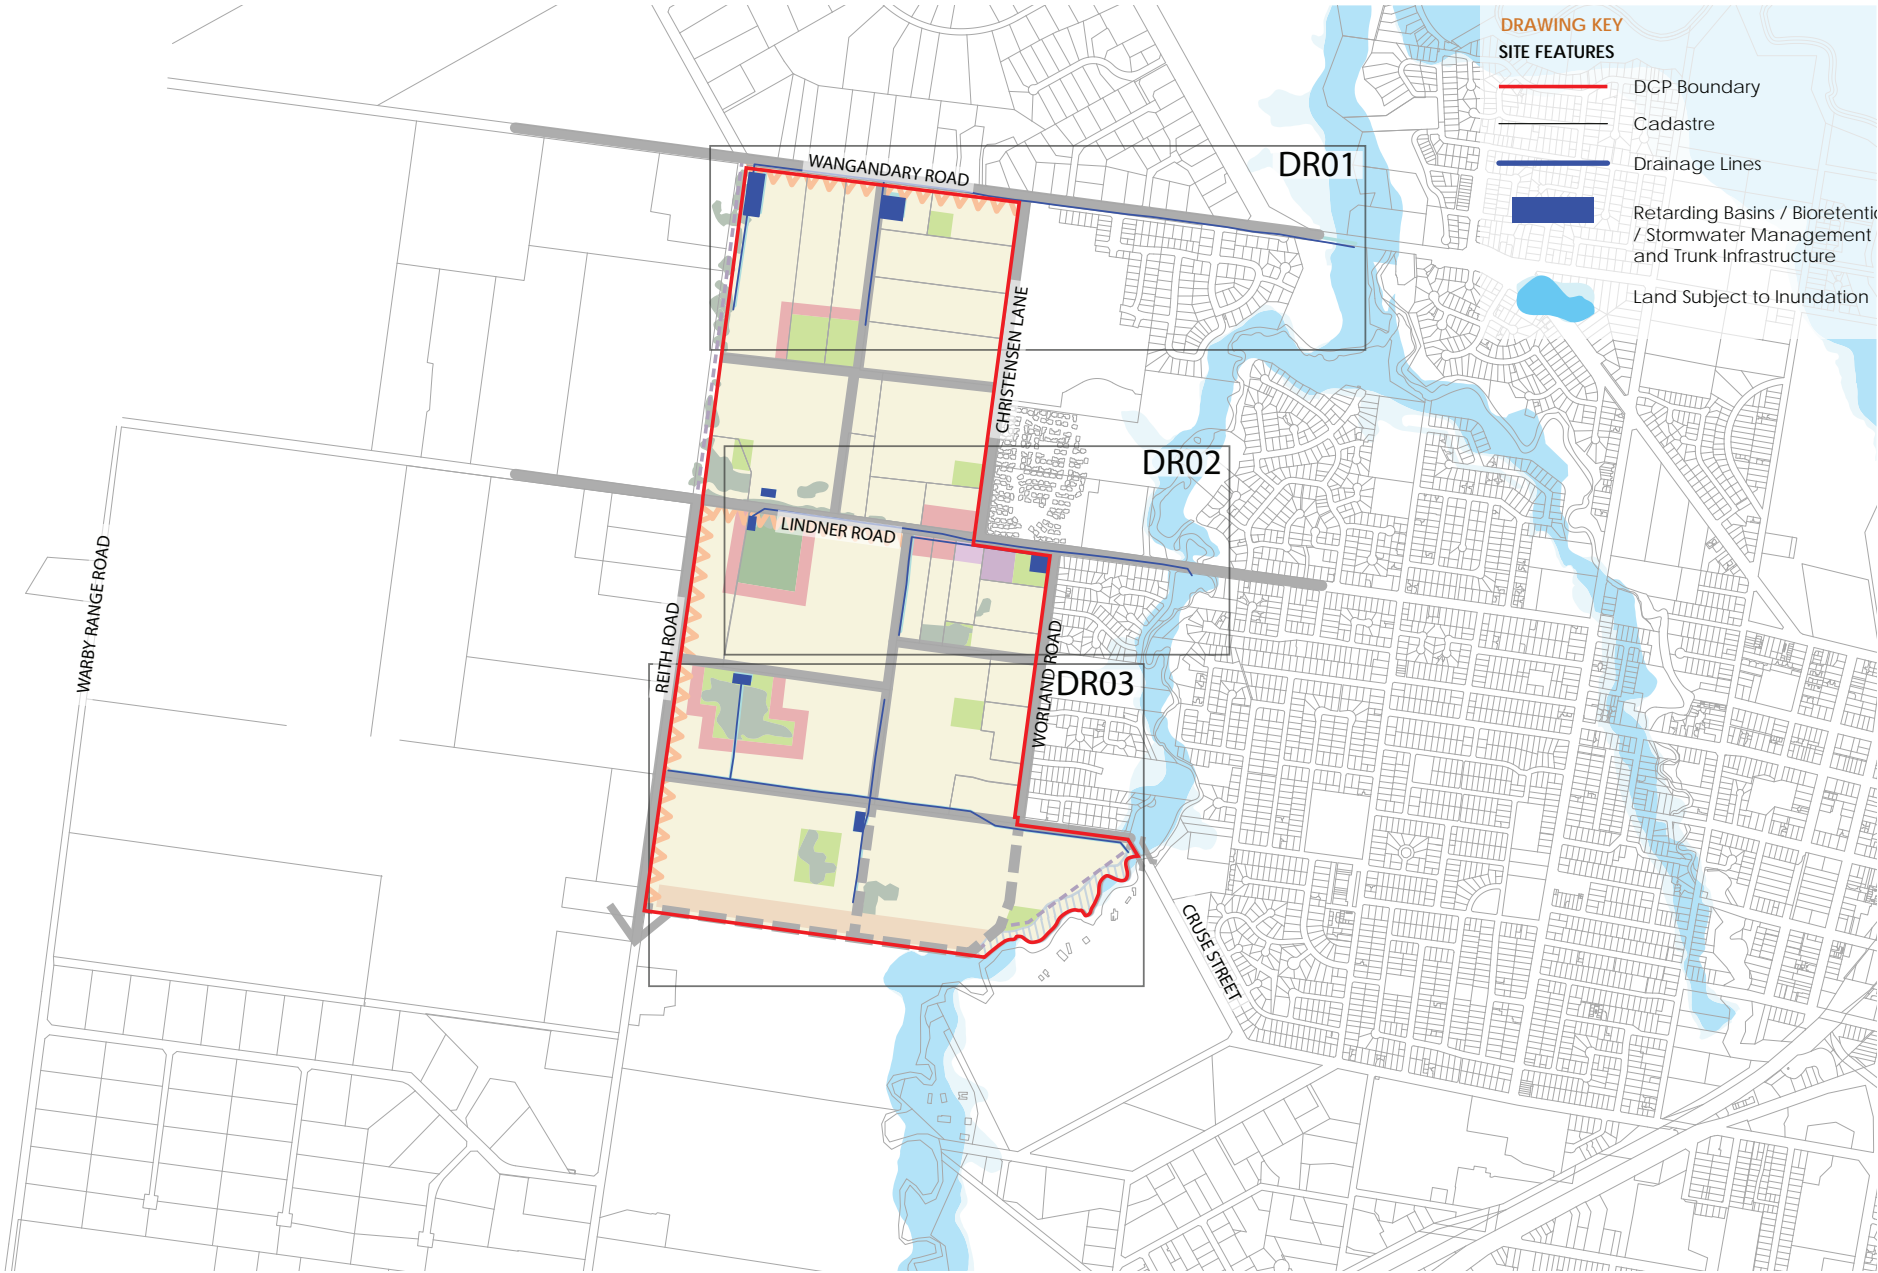 DRAWING KEY
SITE FEATURES
DCP Boundary
Cadastre
Drainage Lines
Retarding Basins / Bioretentio
/ Stormwater Management
and Trunk Infrastructure
Land Subject to Inundation
DR01
WANGANDARY ROAD
CHRISTENSEN LANE
DR02
LINDNER ROAD
WARBY RANGE ROAD
REITH ROAD
WORLAND ROAD
DR03
CRUSE STREET